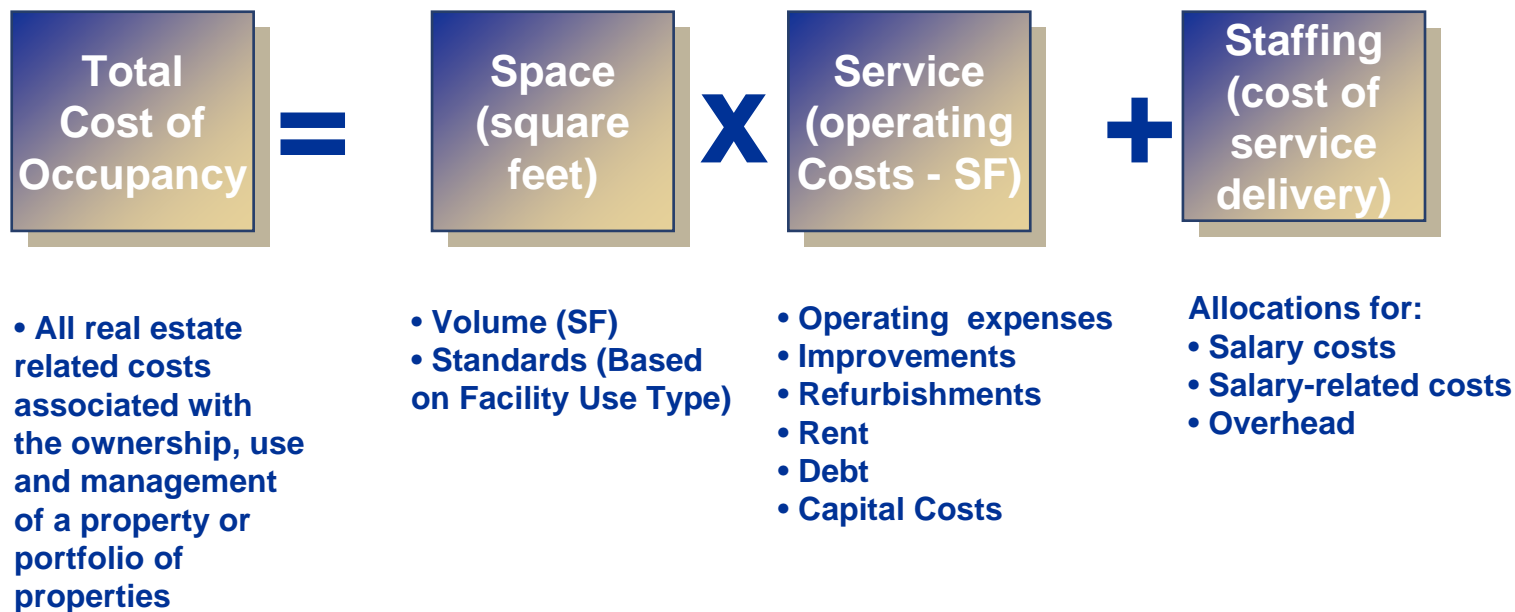 Total
Cost of
Occupancy
=
Space
(square
feet)
X
Service
(operating
Costs - SF)
+
Staffing
(cost of
service
delivery)
• All real estate
related costs
associated with
the ownership, use
and management
of a property or
portfolio of
properties
• Volume (SF)
• Standards (Based
on Facility Use Type)
• Operating expenses
• Improvements
• Refurbishments
• Rent
• Debt
• Capital Costs
Allocations for:
• Salary costs
• Salary-related costs
• Overhead